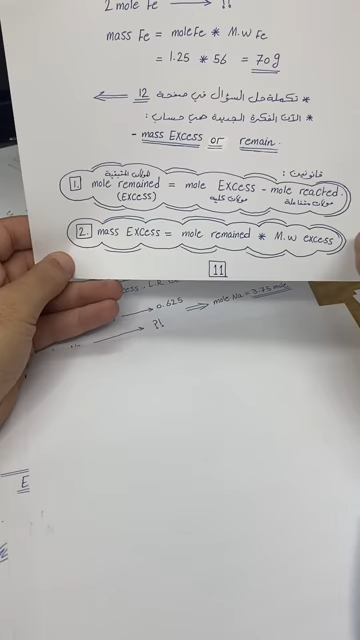 2 mole Fe → ?!
mass Fe = mole Fe * M.w Fe
= 1.25 * 56 = 70 g
* تكملة حل السؤال في صفحة 12 ←
* الآن الفكرة الجديدة هي حساب :
- mass Excess or remain.
قانونين :
المولات المتبقية
1. mole remained = mole Excess - mole reacted.
(Excess) مولات كلية مولات متفاعلة
2. mass Excess = mole remained * M.w excess
11
cess. L.R
→ 0.625 ⇒ mole Na = 3.75 mole
→ ?!
E